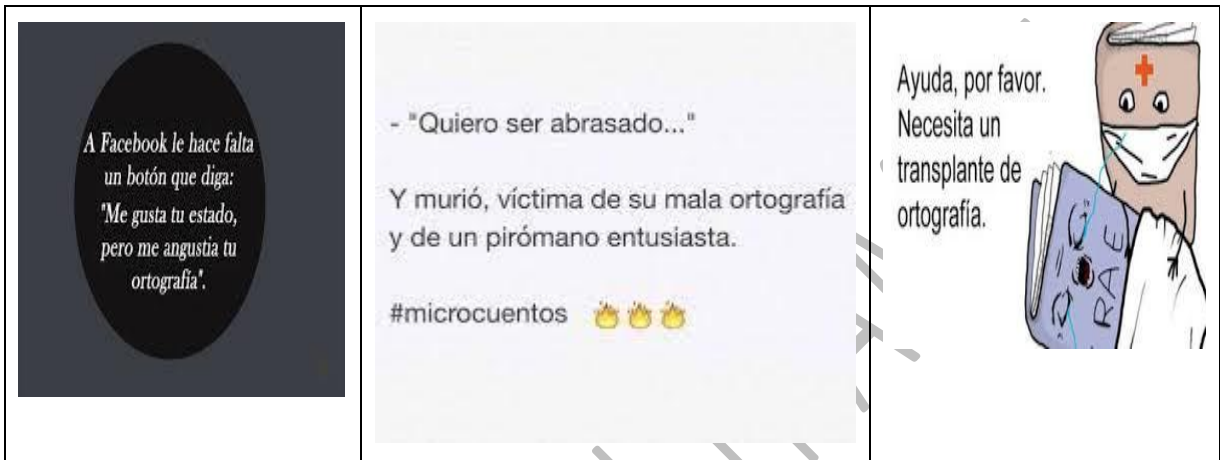 A Facebook le hace falta
un botón que diga:
"Me gusta tu estado,
pero me angustia tu
ortografía".
- "Quiero ser abrasado..."
Y murió, víctima de su mala ortografía
y de un pirómano entusiasta.
#microcuentos
Ayuda, por favor.
Necesita un
transplante de
ortografía.
RAE